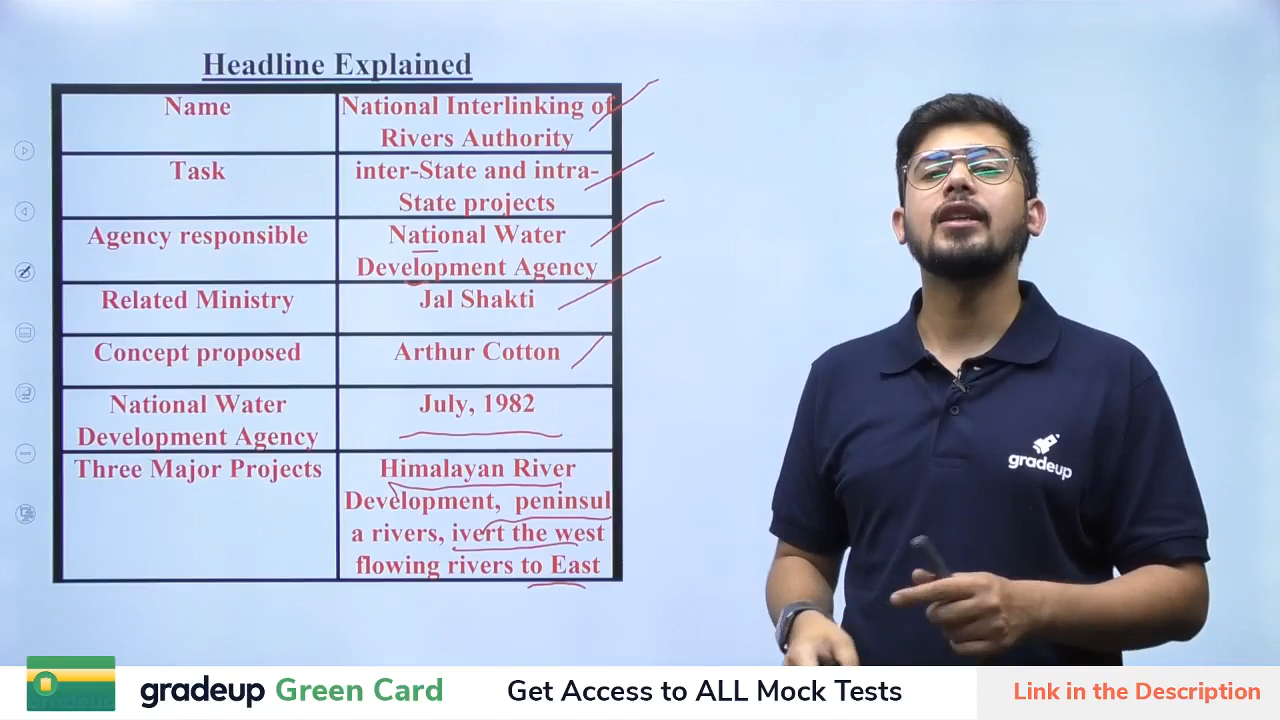 Headline Explained
Name
National Interlinking of
Rivers Authority
Task
inter-State and intra-
State projects
Agency responsible
National Water
Development Agency
Related Ministry
Jal Shakti
Concept proposed
Arthur Cotton
National Water
Development Agency
July, 1982
Three Major Projects
Himalayan River
Development, peninsul
a rivers, ivert the west
flowing rivers to East
gradeup
gradeup Green Card
Get Access to ALL Mock Tests
Link in the Description